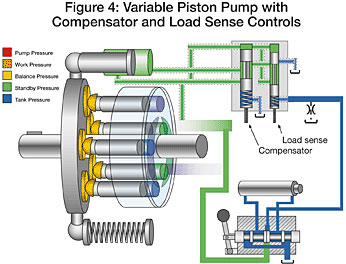 Figure 4: Variable Piston Pump with
Compensator and Load Sense Controls
Pump Pressure
Work Pressure
Balance Pressure
Standby Pressure
Tank Pressure
Load sense
Compensator